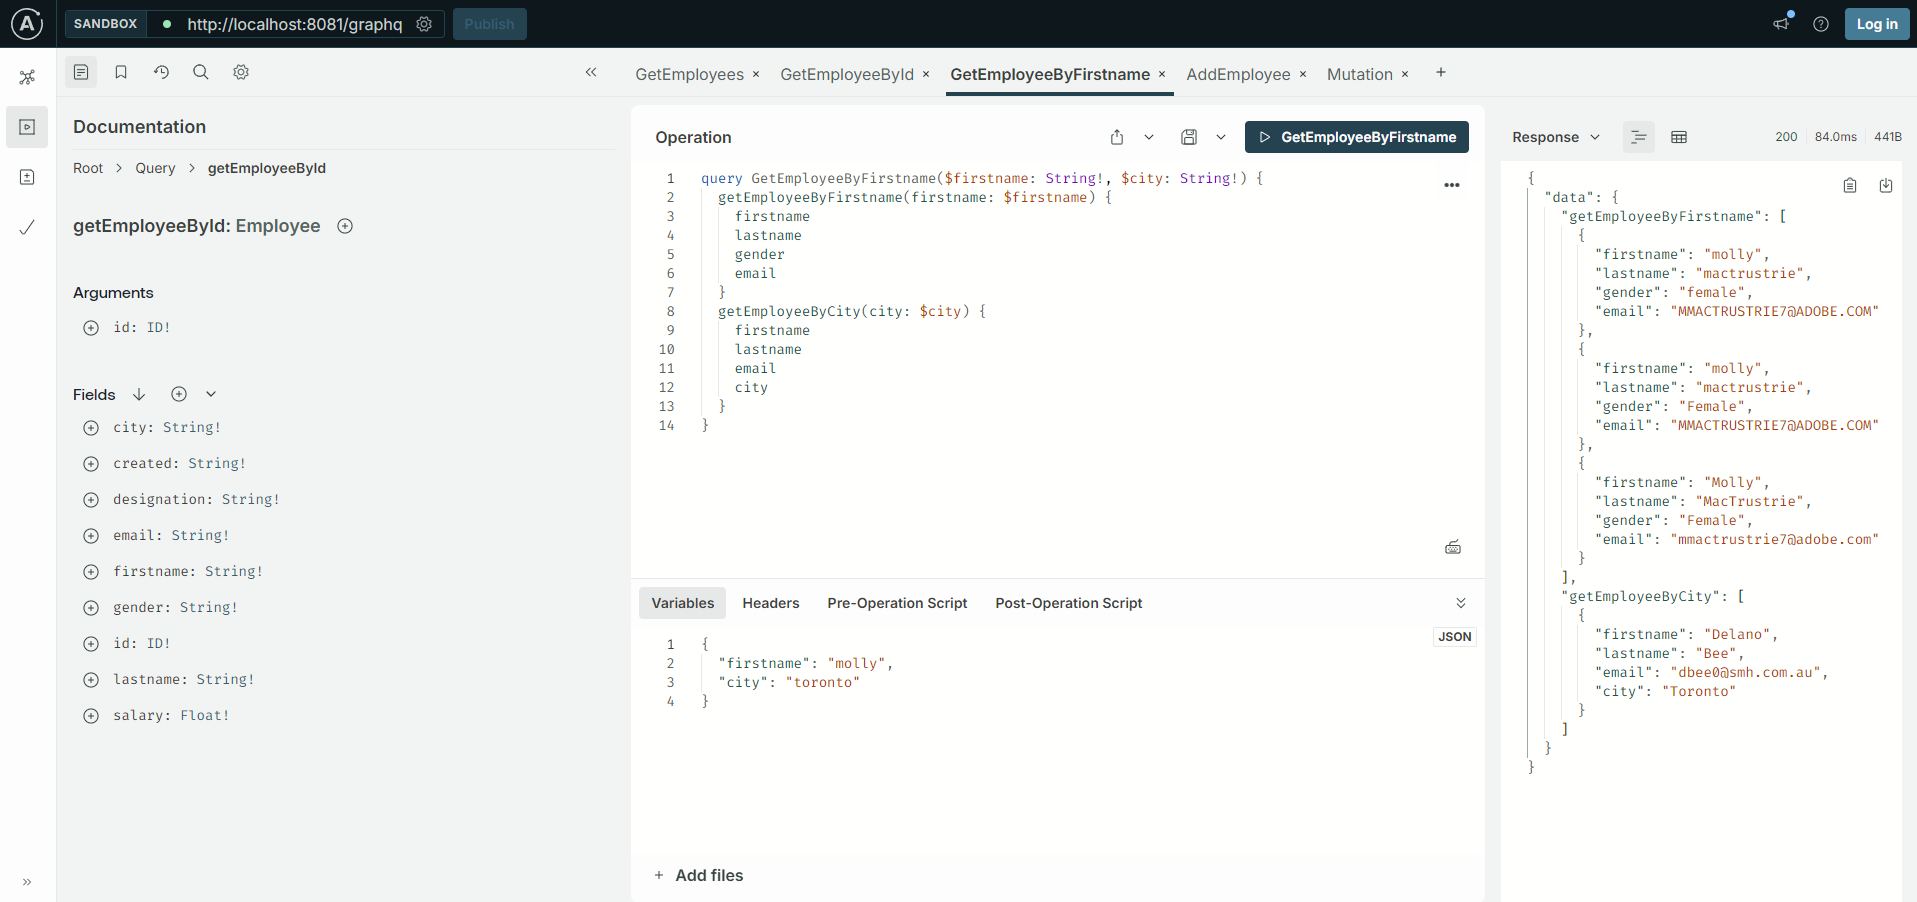 SANDBOX
http://localhost:8081/graphq
Publish
Log in
GetEmployees ×
GetEmployeeById ×
GetEmployeeByFirstname ×
AddEmployee ×
Mutation ×
+
Documentation
Root > Query > getEmployeeById
getEmployeeById: Employee
Arguments
id: ID!
Fields
city: String!
created: String!
designation: String!
email: String!
firstname: String!
gender: String!
id: ID!
lastname: String!
salary: Float!
Operation
GetEmployeeByFirstname
1 query GetEmployeeByFirstname($firstname: String!, $city: String!) {
2 getEmployeeByFirstname(firstname: $firstname) {
3 firstname
4 lastname
5 gender
6 email
7 }
8 getEmployeeByCity(city: $city) {
9 firstname
10 lastname
11 email
12 city
13 }
14 }
Variables
Headers
Pre-Operation Script
Post-Operation Script
JSON
1 {
2 "firstname": "molly",
3 "city": "toronto"
4 }
+ Add files
Response
200
84.0ms
441B
{
"data": {
"getEmployeeByFirstname": [
{
"firstname": "molly",
"lastname": "mactrustrie",
"gender": "female",
"email": "MMACTRUSTRIE7@ADOBE.COM"
},
{
"firstname": "molly",
"lastname": "mactrustrie",
"gender": "Female",
"email": "MMACTRUSTRIE7@ADOBE.COM"
},
{
"firstname": "Molly",
"lastname": "MacTrustrie",
"gender": "Female",
"email": "mmactrustrie7@adobe.com"
}
],
"getEmployeeByCity": [
{
"firstname": "Delano",
"lastname": "Bee",
"email": "dbee0@smh.com.au",
"city": "Toronto"
}
]
}
}